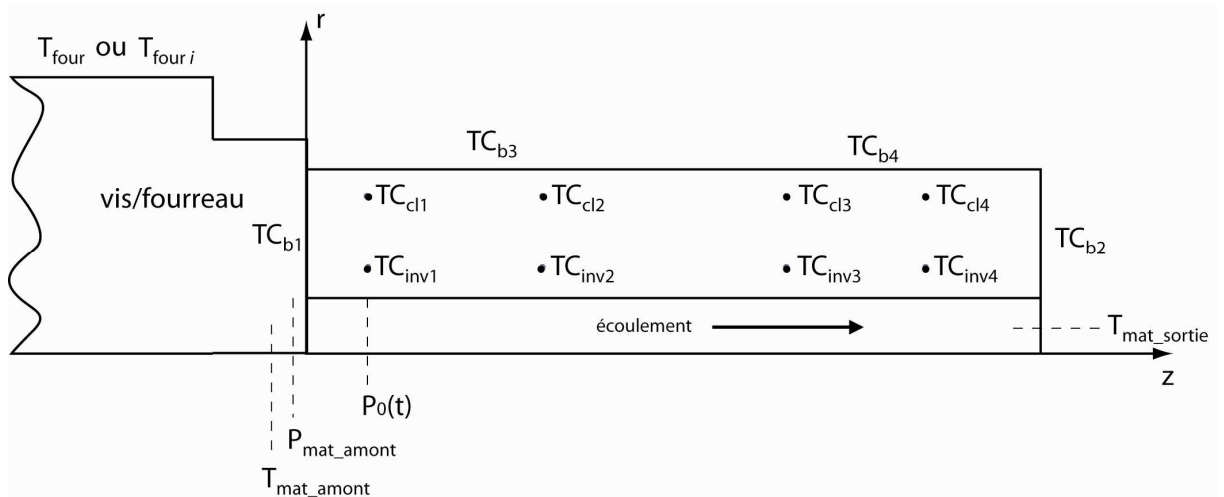 r
T_four ou T_four i
TC_b3
TC_b4
vis/fourreau
TC_cl1
TC_cl2
TC_cl3
TC_cl4
TC_b1
TC_b2
TC_inv1
TC_inv2
TC_inv3
TC_inv4
écoulement
T_mat_sortie
z
P_0(t)
P_mat_amont
T_mat_amont